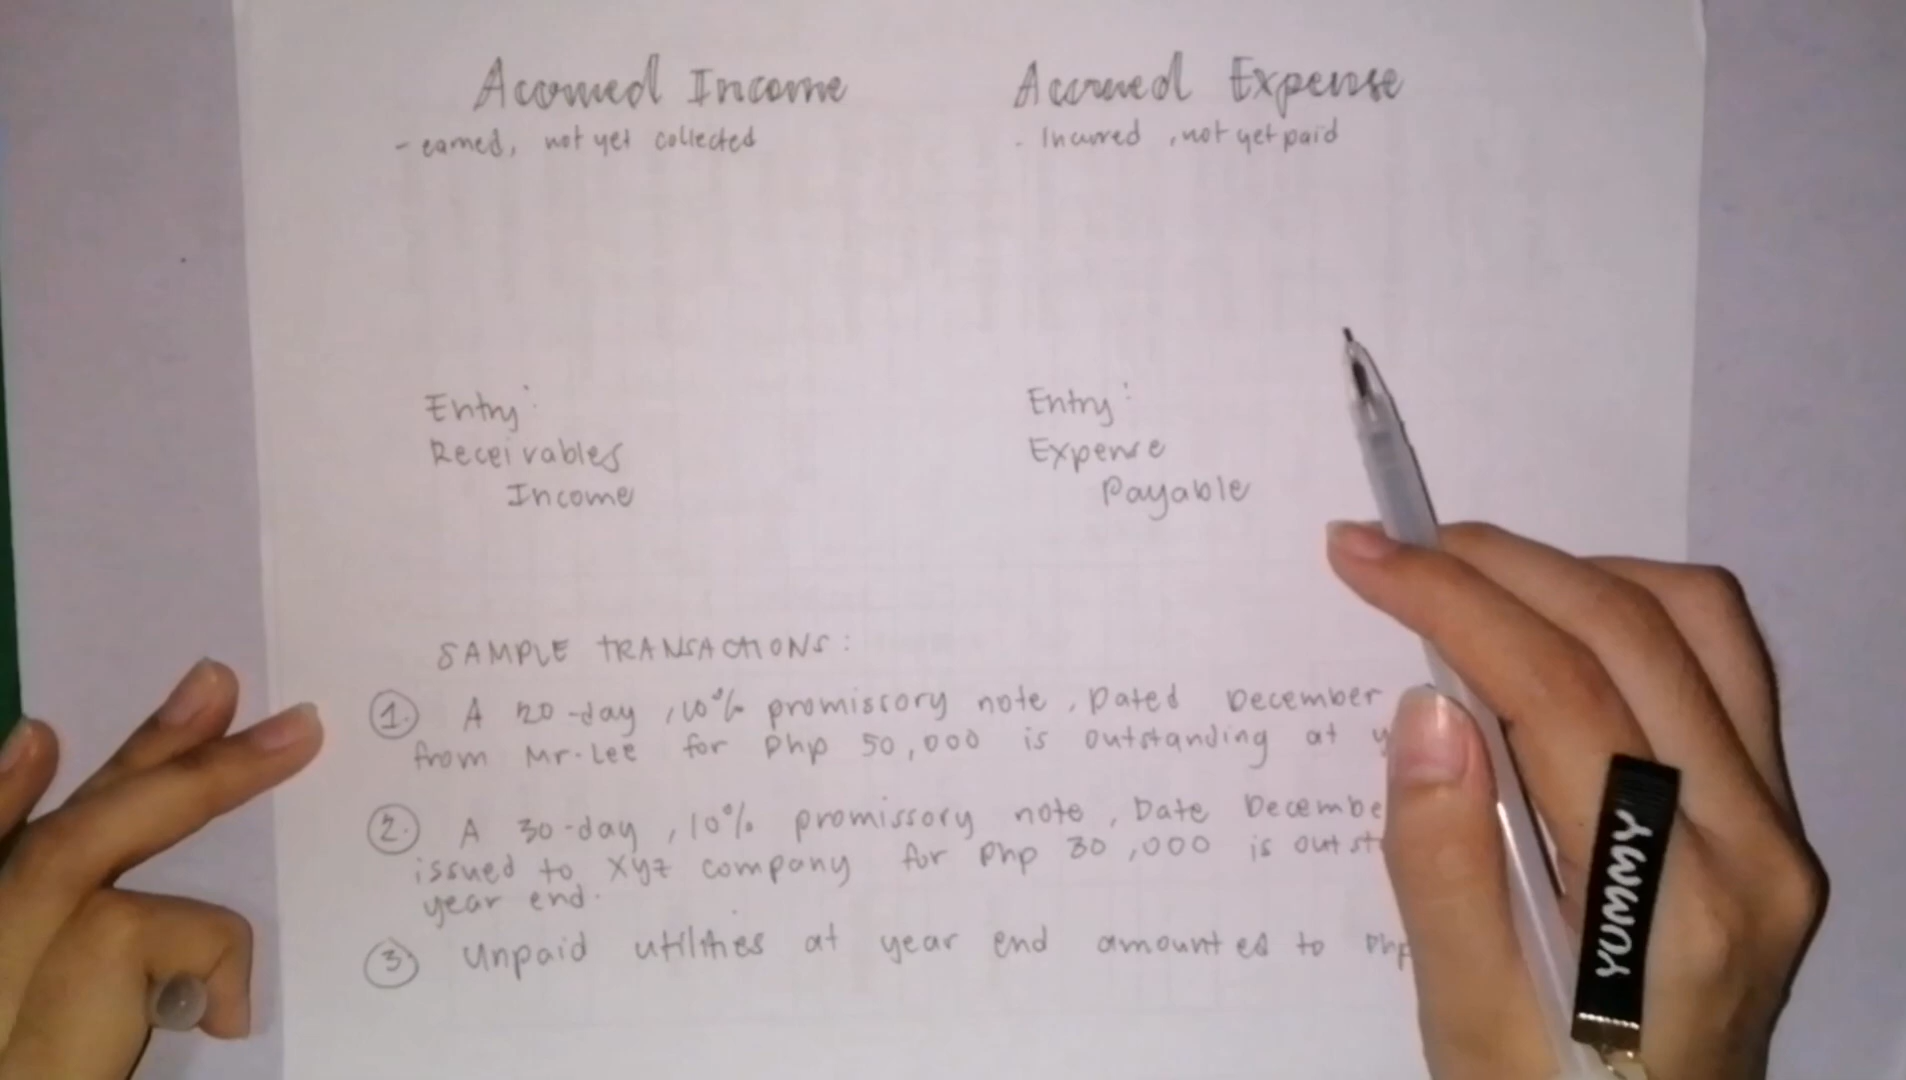 Accrued Income
- earned, not yet collected
Accrued Expense
- Incurred, not yet paid
Entry:
Receivables
Income
Entry:
Expense
Payable
SAMPLE TRANSACTIONS:
1. A 20-day, 10% promissory note, Dated December
from Mr. Lee for Php 50,000 is outstanding at
2. A 30-day, 10% promissory note, Date
issued to XYZ company for Php 30,000 is
year end.
3. Unpaid utilities at year end amounted to Php
YUMMY